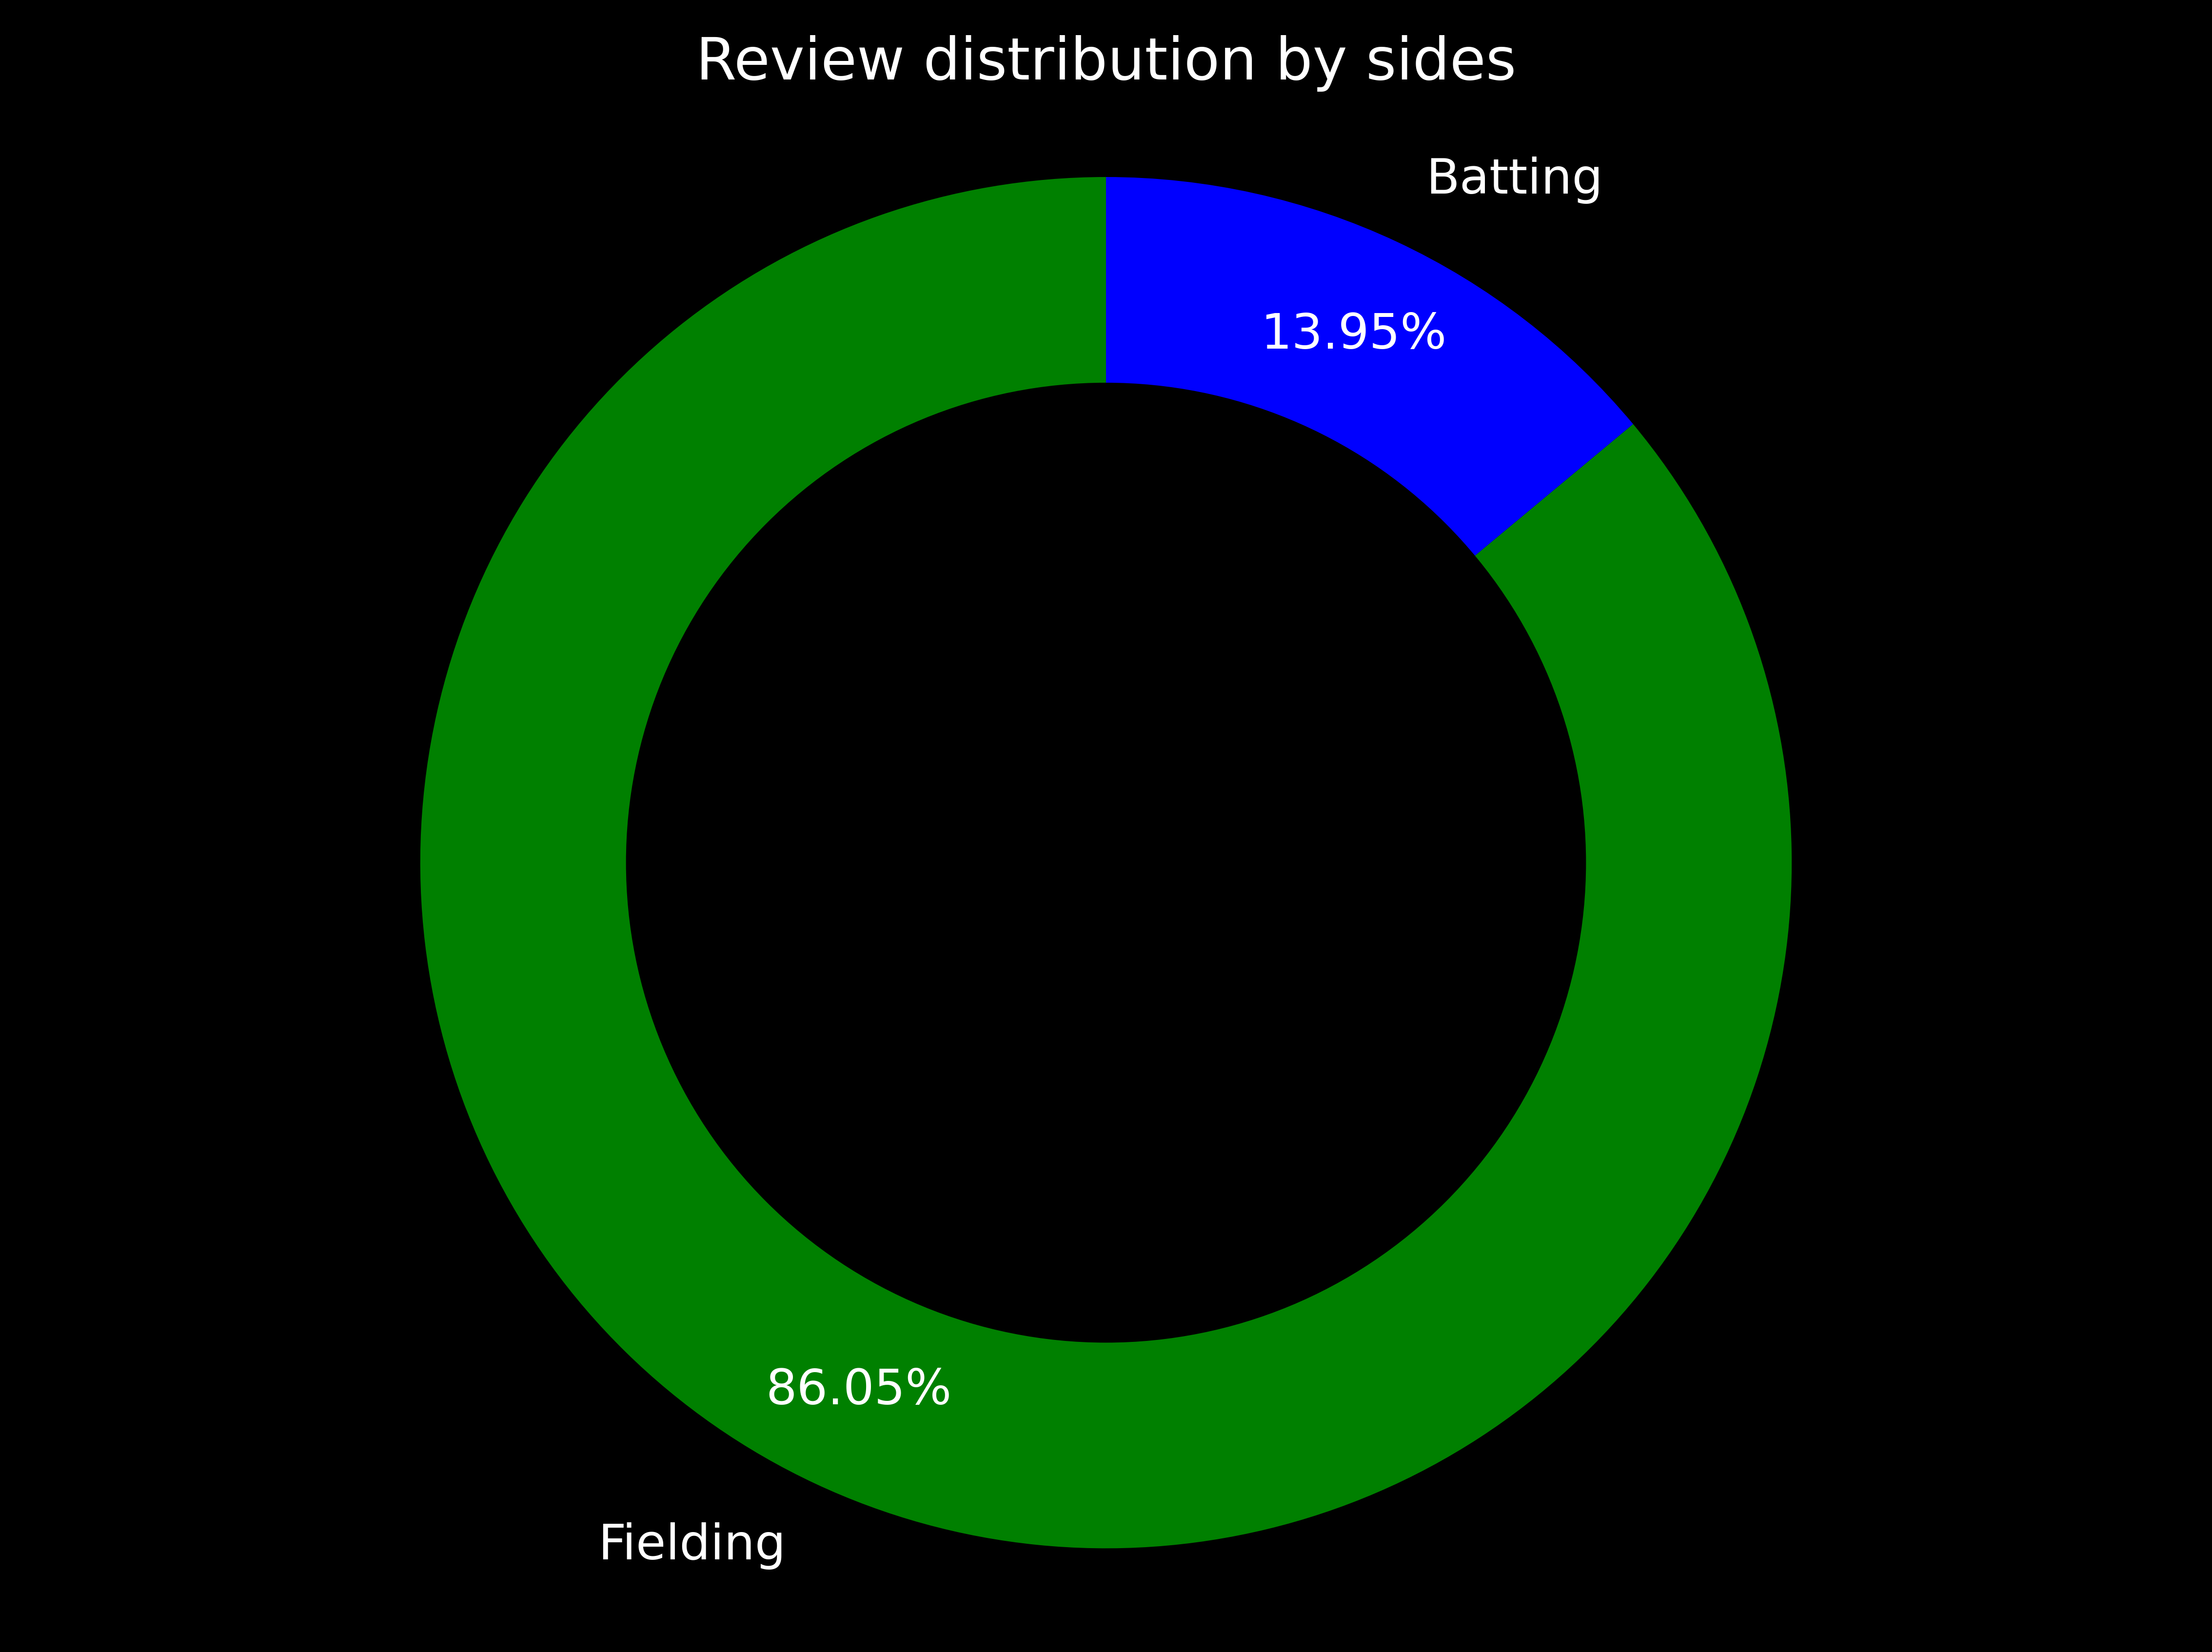 Review distribution by sides
Batting
13.95%
86.05%
Fielding